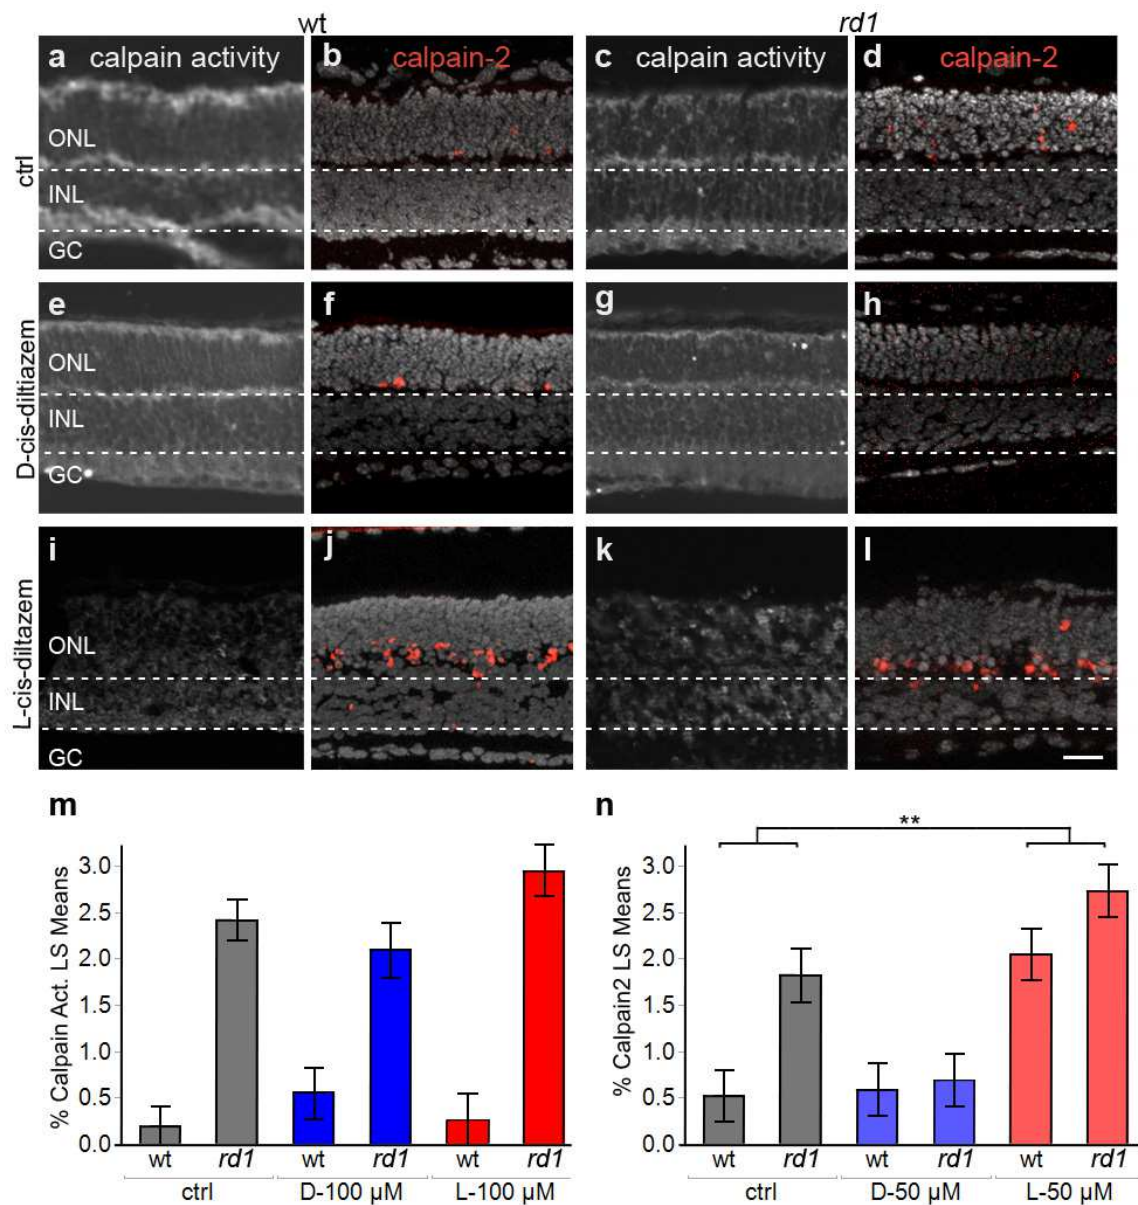 wt
rd1
a calpain activity
b calpain-2
c calpain activity
d calpain-2
ctrl
ONL
INL
GC
e
f
g
h
D-cis-diltiazem
ONL
INL
GC
i
j
k
l
L-cis-diltazem
ONL
INL
GC
m
% Calpain Act. LS Means
3.0
2.5
2.0
1.5
1.0
0.5
0.0
wt rd1 wt rd1 wt rd1
ctrl D-100 µM L-100 µM
n
**
% Calpain2 LS Means
3.0
2.5
2.0
1.5
1.0
0.5
0.0
wt rd1 wt rd1 wt rd1
ctrl D-50 µM L-50 µM